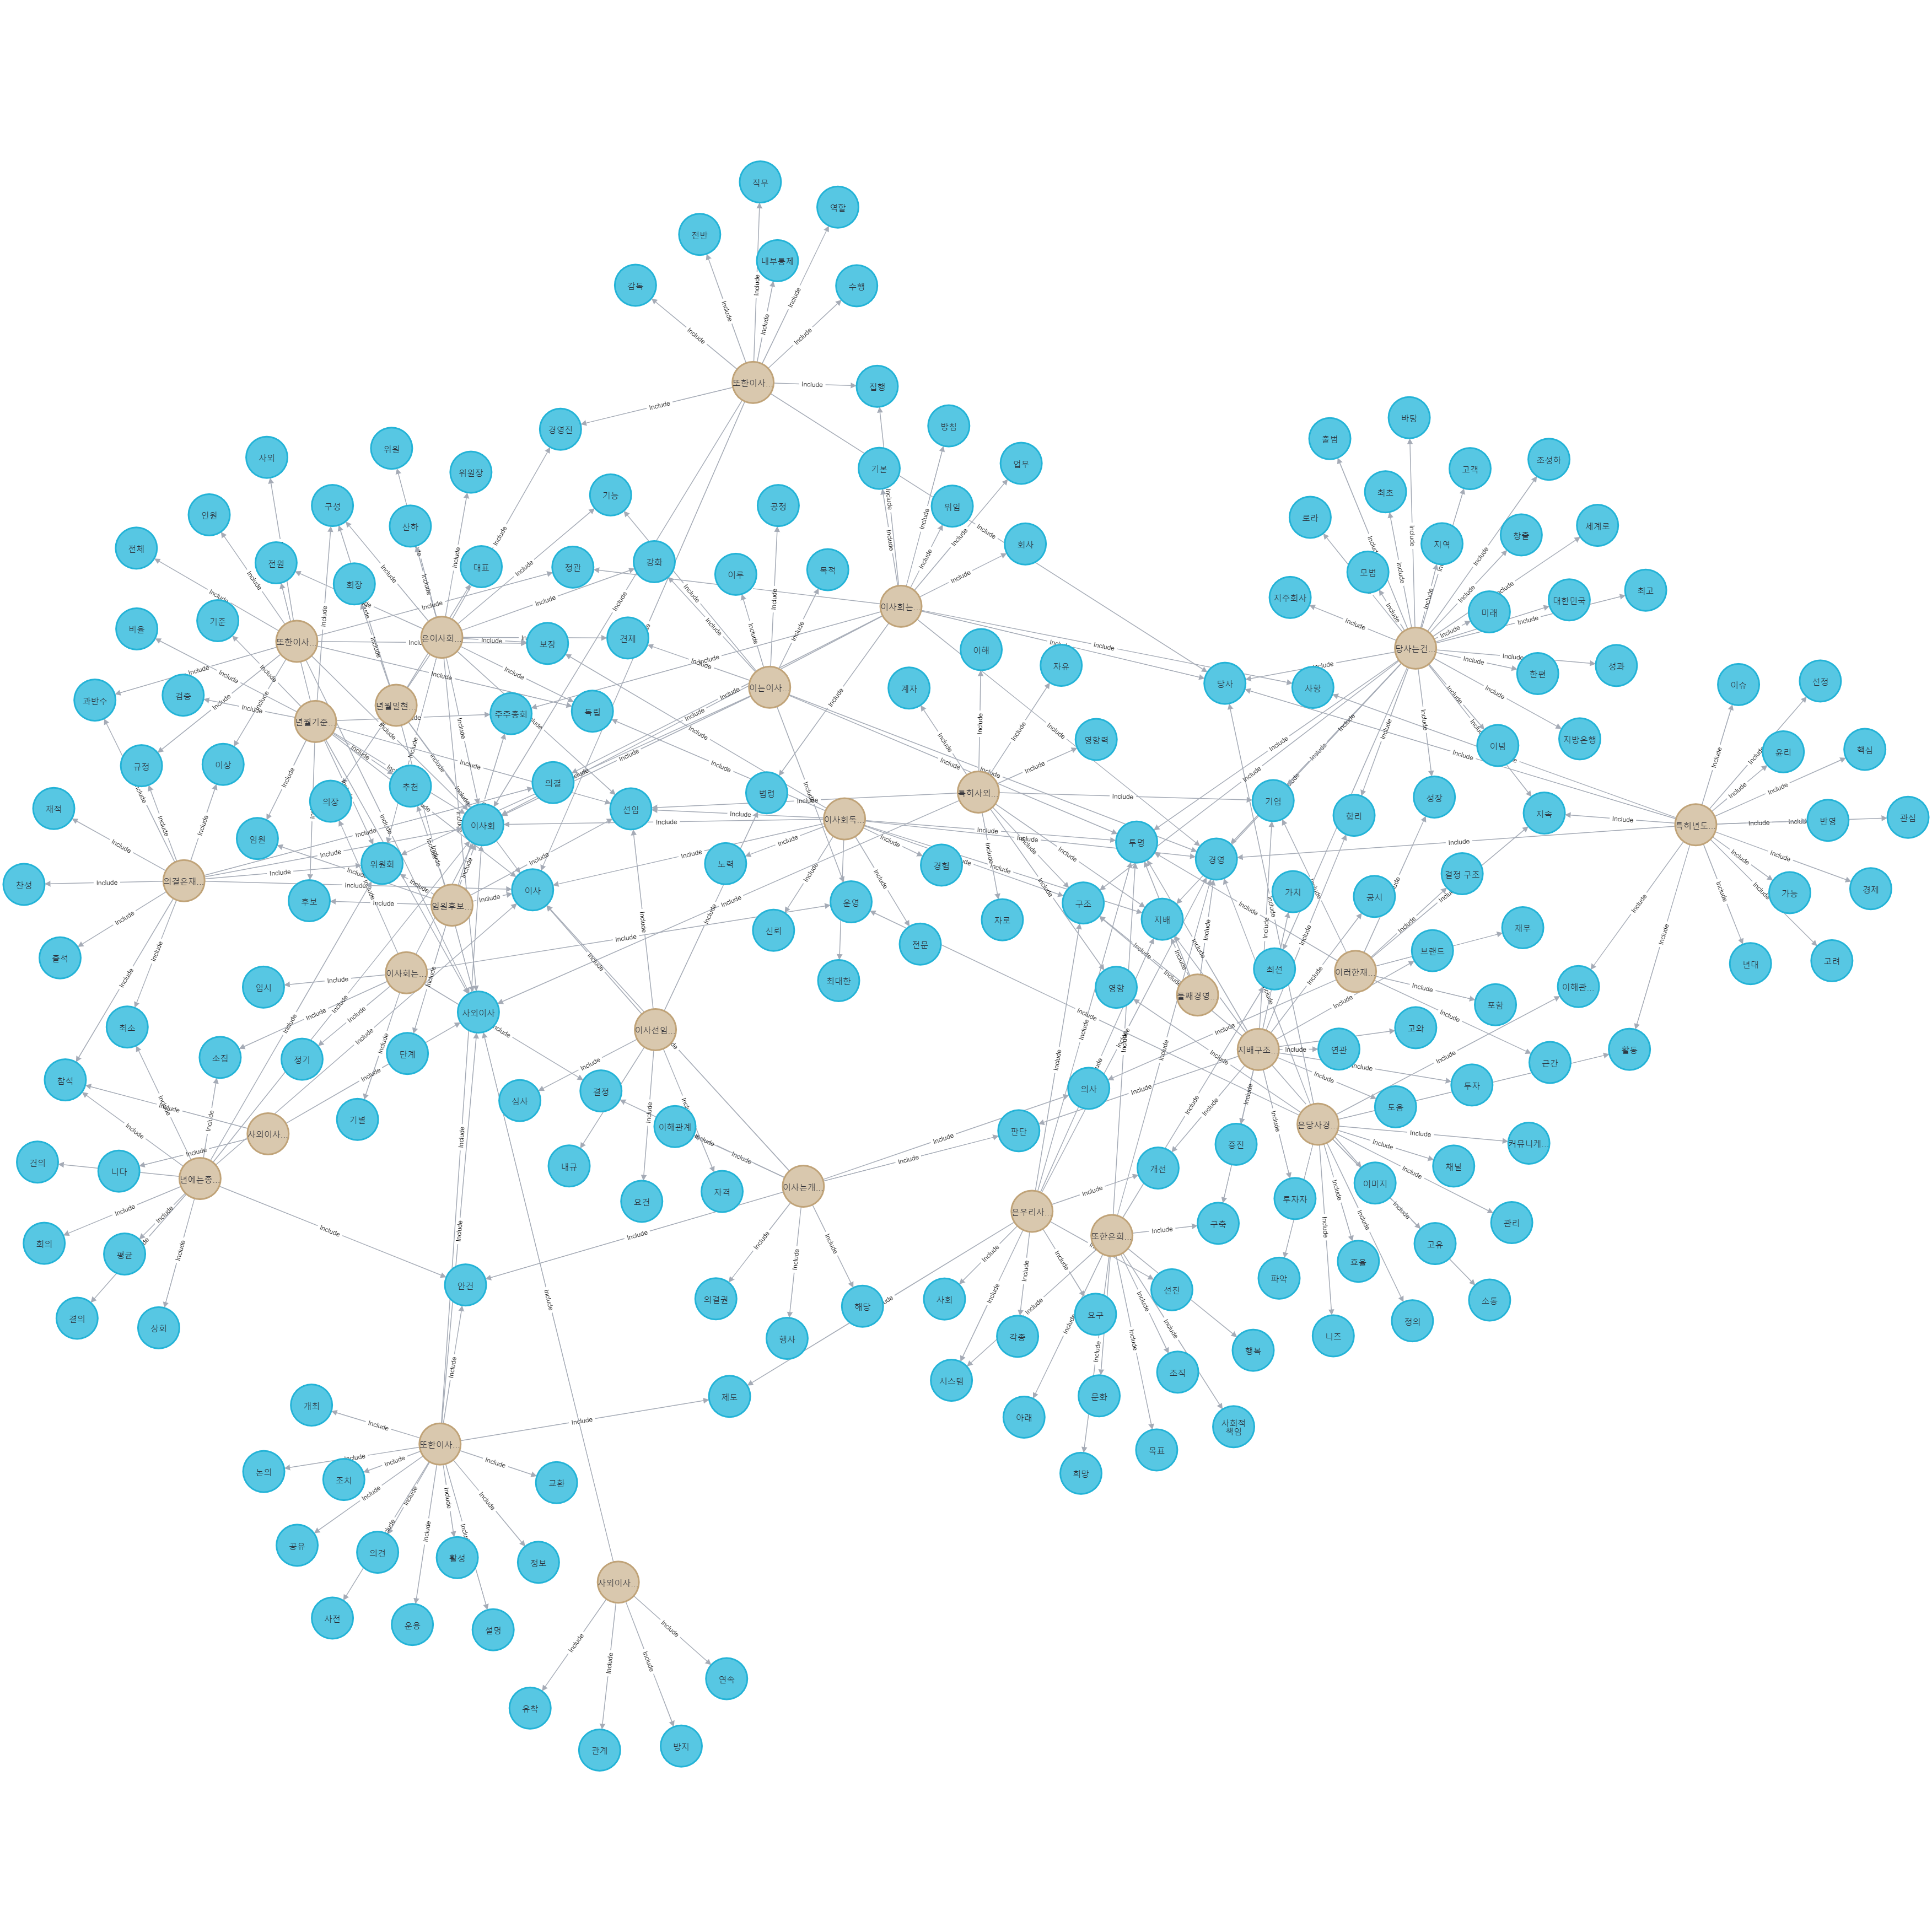 직무
역할
전반
내부통제
감독
수행
또한이사...
집행
경영진
방침
바탕
출범
위원
사외
위원장
기본
업무
고객
조성하
구성
기능
공정
위임
최조
인원
산하
로라
창출
세계로
전체
전원
회장
대표
정관
강화
이루
목적
회사
지역
모범
지주회사
미래
대한민국
최고
비율
기준
또한이사
은이사회...
보장
견제
이사회는
이해
자유
당사는건...
성과
과반수
검증
년월기준
년월일현
주주총회
독립
이는이사...
계자
당사
사항
한편
이슈
선정
규정
이상
영향력
이념
지방은행
윤리
핵심
재적
의장
추천
의결
선임
법령
특히사외
기업
합리
성장
지속
특히년도...
반영
관심
임원
이사회
이사회독...
투명
찬성
의결은재...
위원회
이사
노력
경험
경영
가치
공시
결정 구조
가능
경제
후보
임원후보...
운영
구조
지배
출석
신뢰
전문
브랜드
재무
년대
고려
임시
이사회는...
최대한
영향
둘째경영...
최선
이러한재...
포함
이해관...
최소
소집
정기
단계
사외이사
이사선임...
지배구조...
연관
고와
근간
활동
참석
기별
심사
결정
이해관계
의사
판단
도움
투자
건의
니다
사외이사...
내규
요건
자격
이사는개...
증진
개선
은당사경...
채널
커뮤니케...
년에는중...
투자자
이미지
관리
회의
평균
안건
은우리사...
또한은회...
구축
고유
결의
상회
의결권
행사
해당
사회
각종
요구
선진
파악
효율
소통
정의
니즈
행복
개최
제도
시스템
조직
아래
문화
사회적
책임
또한이사...
논의
조치
교환
희망
목표
공유
의견
활성
정보
사전
운용
설명
사외이사...
연속
유착
관계
방지
자로
Include